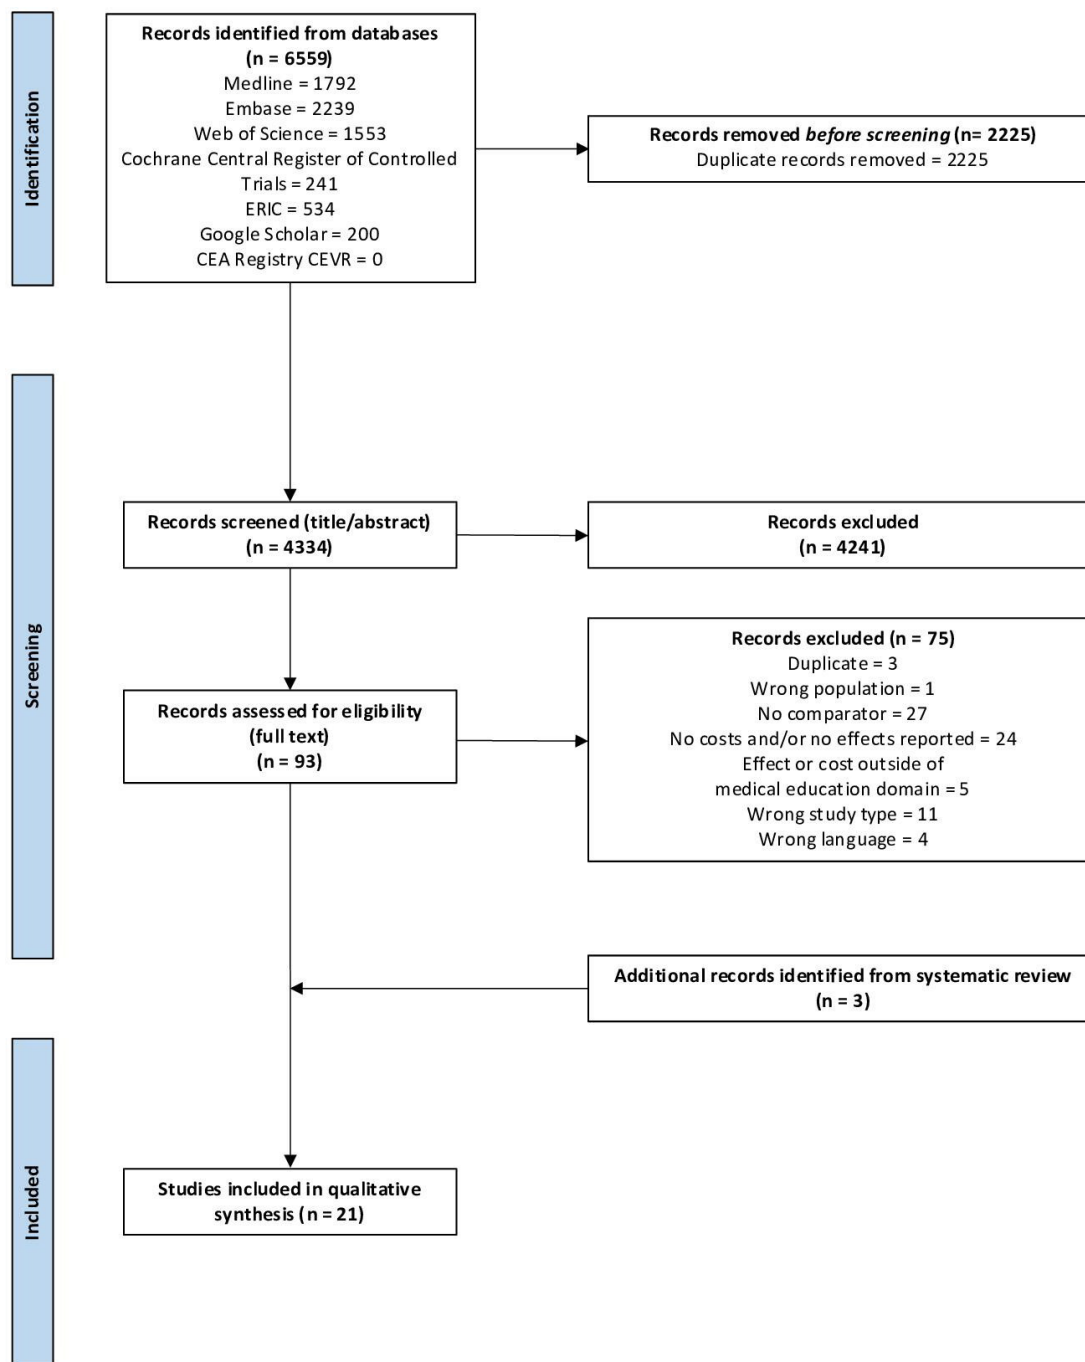 Identification
Records identified from databases
(n = 6559)
Medline = 1792
Embase = 2239
Web of Science = 1553
Cochrane Central Register of Controlled
Trials = 241
ERIC = 534
Google Scholar = 200
CEA Registry CEVR = 0
Records removed before screening (n= 2225)
Duplicate records removed = 2225
Screening
Records screened (title/abstract)
(n = 4334)
Records excluded
(n = 4241)
Records assessed for eligibility
(full text)
(n = 93)
Records excluded (n = 75)
Duplicate = 3
Wrong population = 1
No comparator = 27
No costs and/or no effects reported = 24
Effect or cost outside of
medical education domain = 5
Wrong study type = 11
Wrong language = 4
Additional records identified from systematic review
(n = 3)
Included
Studies included in qualitative
synthesis (n = 21)